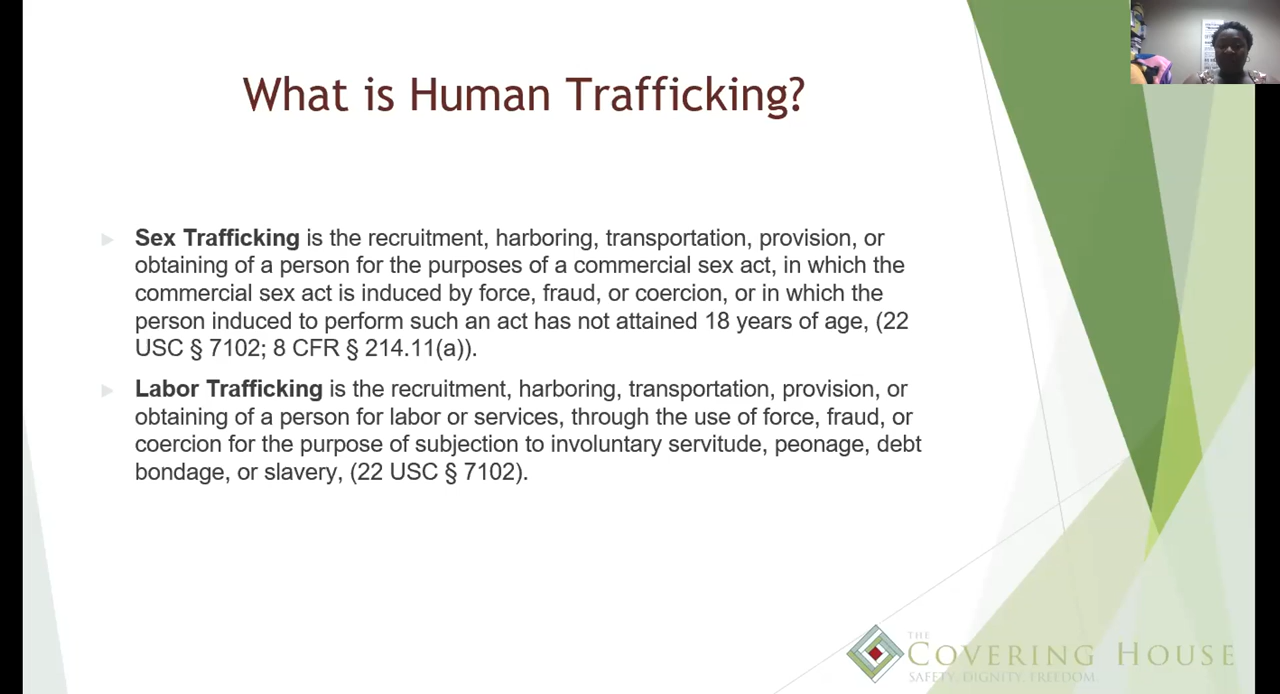 What is Human Trafficking?
Sex Trafficking is the recruitment, harboring, transportation, provision, or
obtaining of a person for the purposes of a commercial sex act, in which the
commercial sex act is induced by force, fraud, or coercion, or in which the
person induced to perform such an act has not attained 18 years of age, (22
USC § 7102; 8 CFR § 214.11(a)).
Labor Trafficking is the recruitment, harboring, transportation, provision, or
obtaining of a person for labor or services, through the use of force, fraud, or
coercion for the purpose of subjection to involuntary servitude, peonage, debt
bondage, or slavery, (22 USC § 7102).
THE
COVERING HOUSE
SAFETY. DIGNITY. FREEDOM.